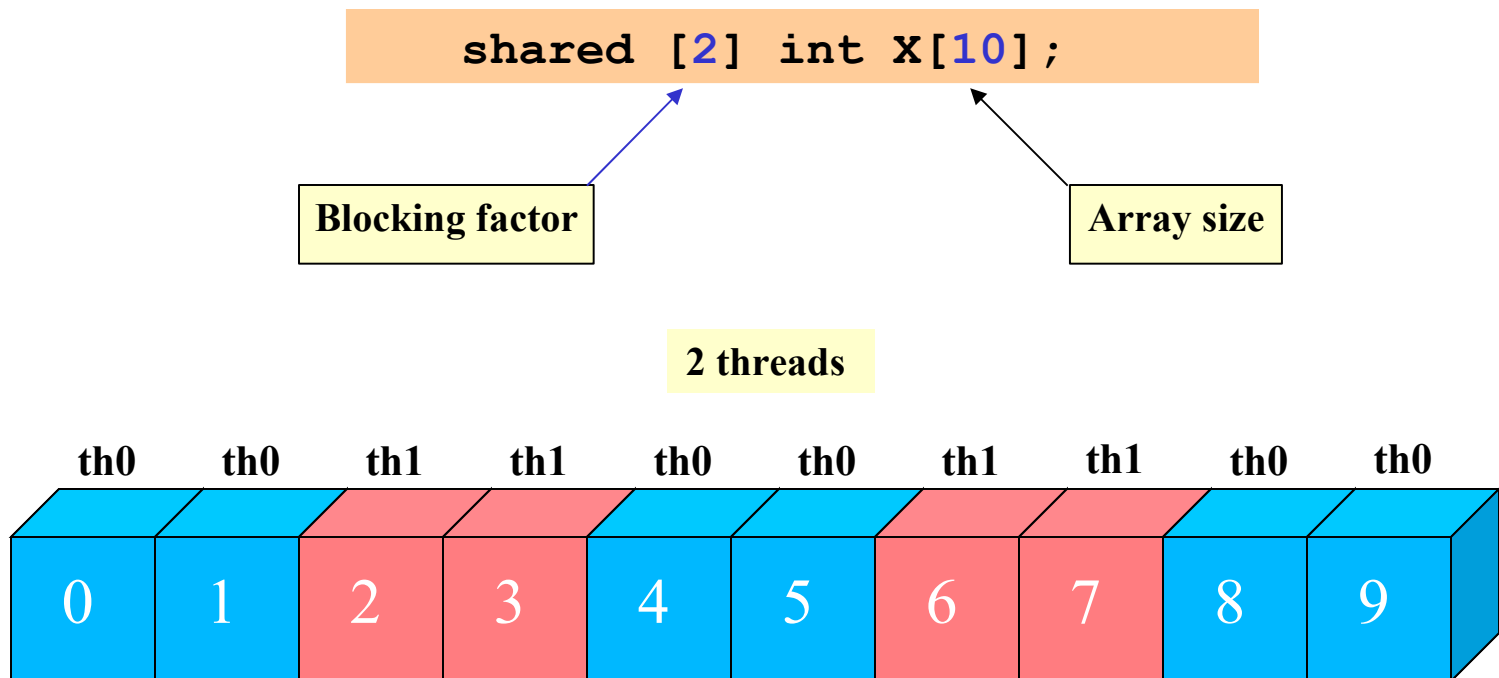 shared [2] int X[10];
Blocking factor
Array size
2 threads
th0 th0 th1 th1 th0 th0 th1 th1 th0 th0
0 1 2 3 4 5 6 7 8 9